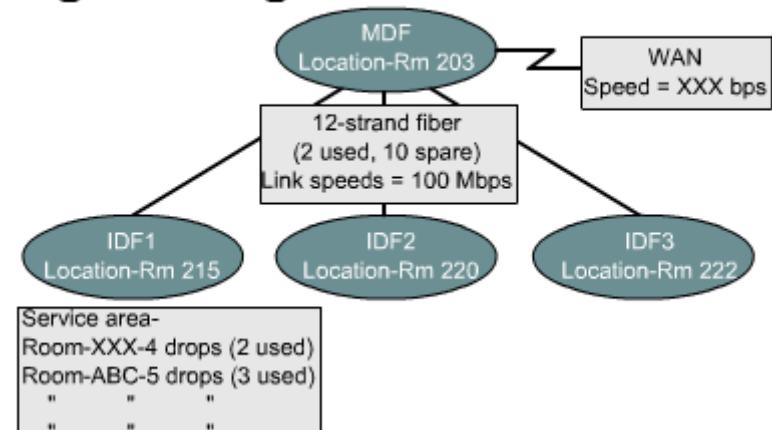 MDF
Location-Rm 203
WAN
Speed = XXX bps
12-strand fiber
(2 used, 10 spare)
Link speeds = 100 Mbps
IDF1
Location-Rm 215
IDF2
Location-Rm 220
IDF3
Location-Rm 222
Service area-
Room-XXX-4 drops (2 used)
Room-ABC-5 drops (3 used)
" " "
" " "